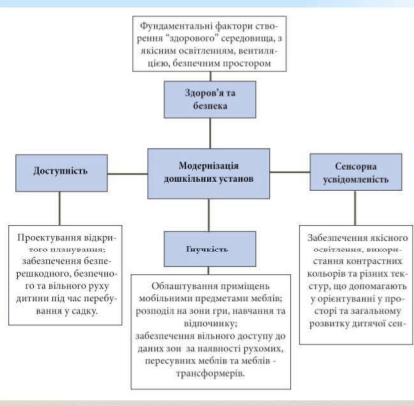 Фундаментальні фактори ство-
рення “здорового” середовища, з
якісним освітленням, вентиля-
цією, безпечним простором
Здоров’я та
безпека
Доступність
Модернізація
дошкільних установ
Сенсорна
усвідомленість
Проектування відкри-
того планування;
забезпечення безпе-
решкодного, безпечно-
го та вільного руху
дитини під час перебу-
вання у садку.
Гнучкість
Облаштування приміщень
мобільними предметами меблів;
розподіл на зони гри, навчання та
відпочинку;
забезпечення вільного доступу до
даних зон за наявності рухомих,
пересувних меблів та меблів -
трансформерів.
Забезпечення якісного
освітлення, викори-
стання контрастних
кольорів та різних тек-
стур, що допомагають
у орієнтуванні у про-
сторі та загальному
розвитку дитячої сен-